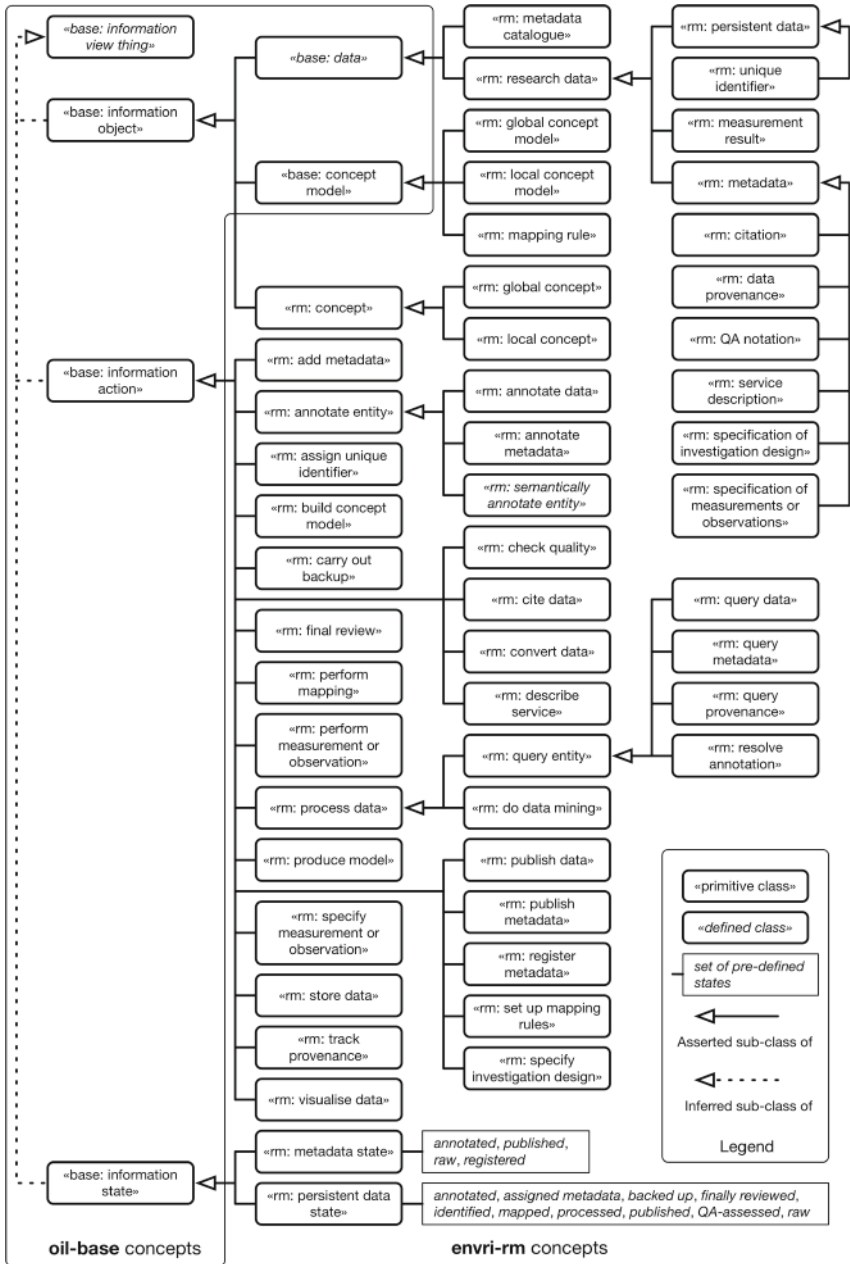 «base: information
view thing»
«base: information
object»
«base: information
action»
«base: information
state»
«base: data»
«base: concept
model»
«rm: concept»
«rm: add metadata»
«rm: annotate entity»
«rm: assign unique
identifier»
«rm: build concept
model»
«rm: carry out
backup»
«rm: final review»
«rm: perform
mapping»
«rm: perform
measurement or
observation»
«rm: process data»
«rm: produce model»
«rm: specify
measurement or
observation»
«rm: store data»
«rm: track
provenance»
«rm: visualise data»
«rm: metadata state»
«rm: persistent data
state»
«rm: metadata
catalogue»
«rm: research data»
«rm: global concept
model»
«rm: local concept
model»
«rm: mapping rule»
«rm: global concept»
«rm: local concept»
«rm: annotate data»
«rm: annotate
metadata»
«rm: semantically
annotate entity»
«rm: check quality»
«rm: cite data»
«rm: convert data»
«rm: describe
service»
«rm: query entity»
«rm: do data mining»
«rm: publish data»
«rm: publish
metadata»
«rm: register
metadata»
«rm: set up mapping
rules»
«rm: specify
investigation design»
annotated, published,
raw, registered
annotated, assigned metadata, backed up, finally reviewed,
identified, mapped, processed, published, QA-assessed, raw
«rm: persistent data»
«rm: unique
identifier»
«rm: measurement
result»
«rm: metadata»
«rm: citation»
«rm: data
provenance»
«rm: QA notation»
«rm: service
description»
«rm: specification of
investigation design»
«rm: specification of
measurements or
observations»
«rm: query data»
«rm: query
metadata»
«rm: query
provenance»
«rm: resolve
annotation»
«primitive class»
«defined class»
set of pre-defined
states
Asserted sub-class of
Inferred sub-class of
Legend
oil-base concepts
envri-rm concepts